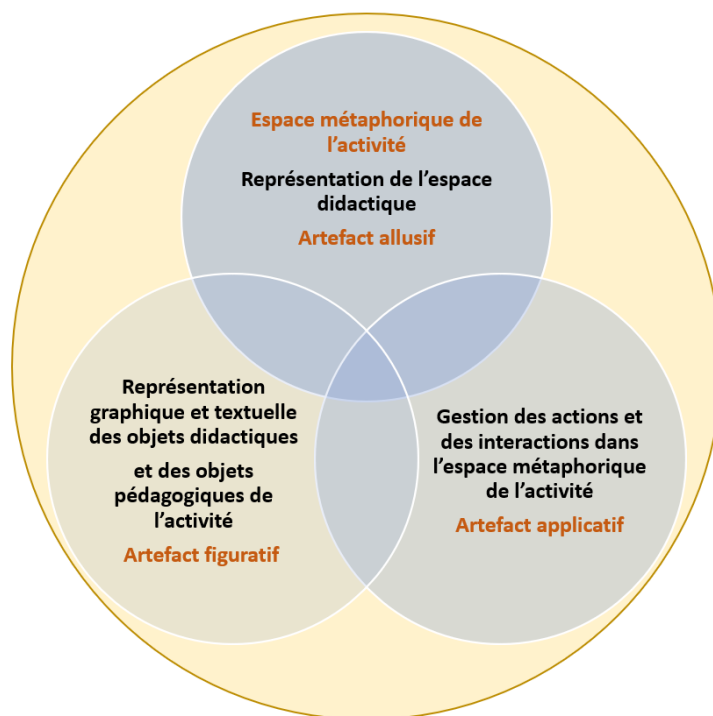 Espace métaphorique de
l’activité
Représentation de l’espace
didactique
Artefact allusif
Représentation
graphique et textuelle
des objets didactiques
et des objets
pédagogiques de
l’activité
Artefact figuratif
Gestion des actions et
des interactions dans
l’espace métaphorique
de l’activité
Artefact applicatif